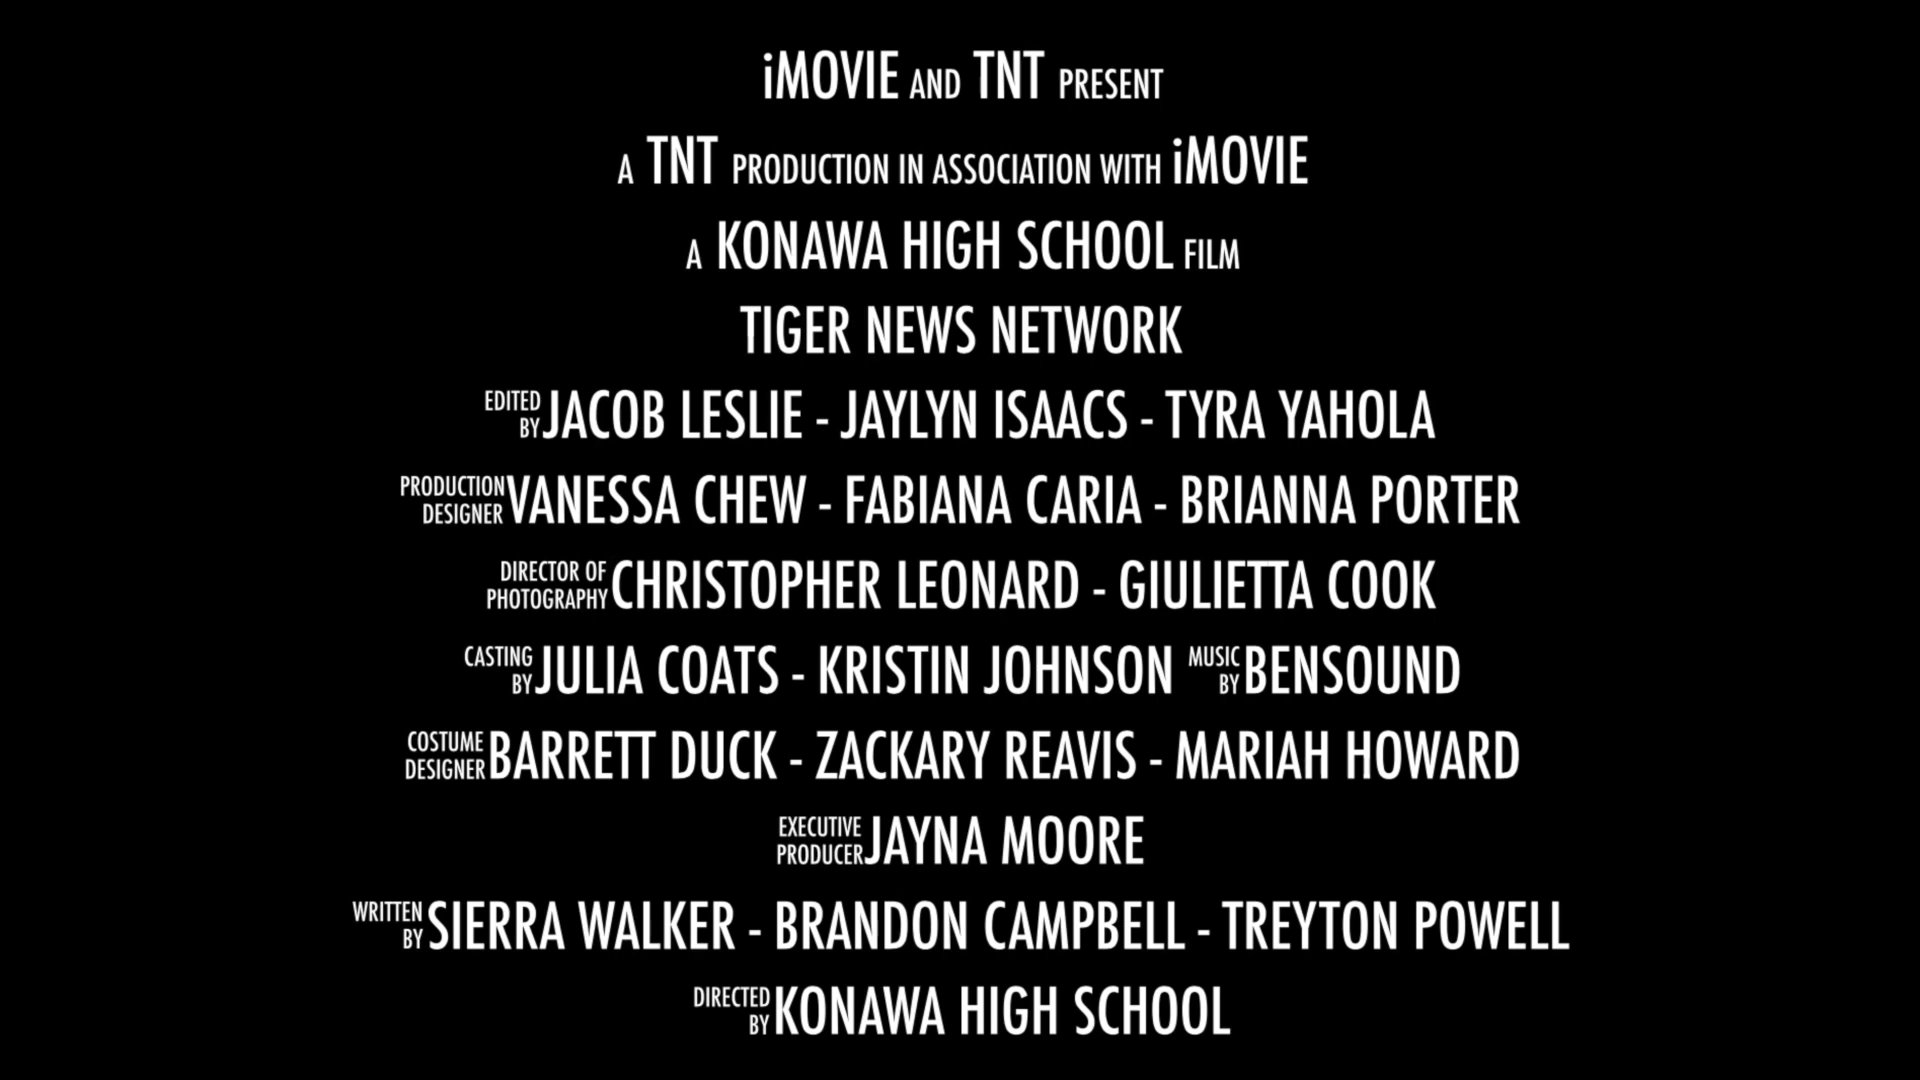 iMOVIE AND TNT PRESENT
A TNT PRODUCTION IN ASSOCIATION WITH iMOVIE
A KONAWA HIGH SCHOOL FILM
TIGER NEWS NETWORK
EDITED BY JACOB LESLIE - JAYLYN ISAACS - TYRA YAHOLA
PRODUCTION DESIGNER VANESSA CHEW - FABIANA CARIA - BRIANNA PORTER
DIRECTOR OF PHOTOGRAPHY CHRISTOPHER LEONARD - GIULIETTA COOK
CASTING BY JULIA COATS - KRISTIN JOHNSON MUSIC BY BENSOUND
COSTUME DESIGNER BARRETT DUCK - ZACKARY REAVIS - MARIAH HOWARD
EXECUTIVE PRODUCER JAYNA MOORE
WRITTEN BY SIERRA WALKER - BRANDON CAMPBELL - TREYTON POWELL
DIRECTED BY KONAWA HIGH SCHOOL